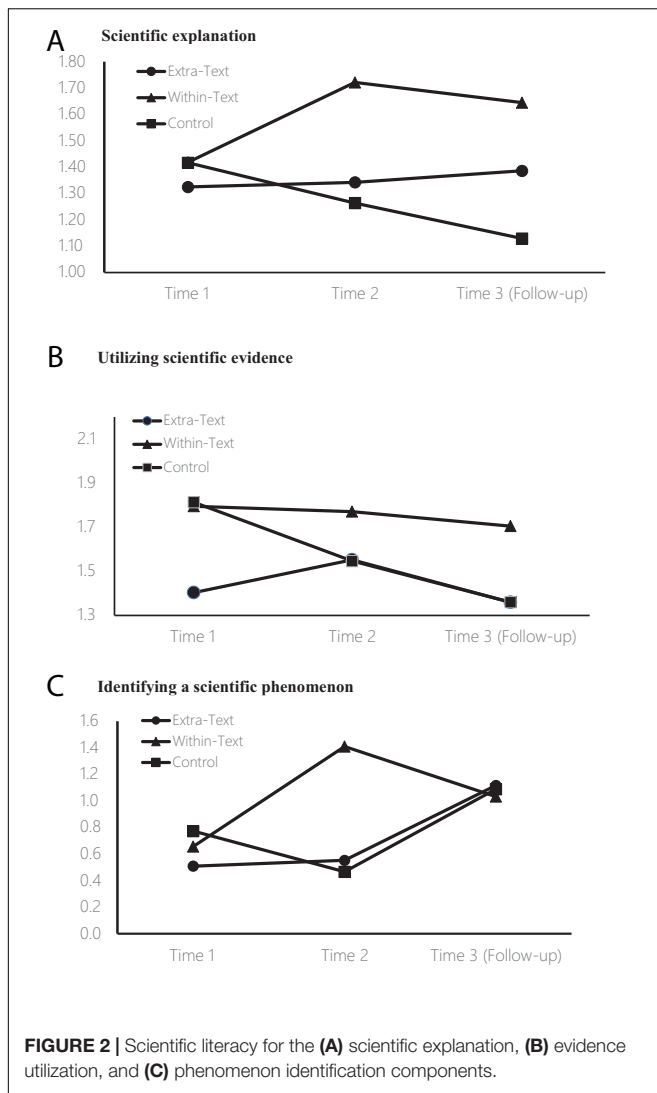 A
Scientific explanation
1.80
1.70
1.60
1.50
1.40
1.30
1.20
1.10
1.00
Extra-Text
Within-Text
Control
Time 1
Time 2
Time 3 (Follow-up)
B
Utilizing scientific evidence
2.1
1.9
1.7
1.5
1.3
Extra-Text
Within-Text
Control
Time 1
Time 2
Time 3 (Follow-up)
C
Identifying a scientific phenomenon
1.6
1.4
1.2
1.0
0.8
0.6
0.4
0.2
0.0
Extra-Text
Within-Text
Control
Time 1
Time 2
Time 3 (Follow-up)
FIGURE 2 | Scientific literacy for the (A) scientific explanation, (B) evidence
utilization, and (C) phenomenon identification components.